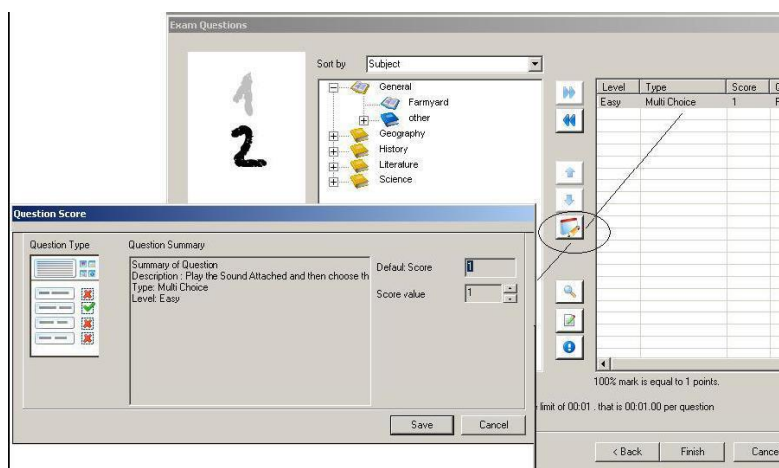 Exam Questions
1
2
Sort by Subject
General
Farmyard
other
Geography
History
Literature
Science
Level Type Score
Easy Multi Choice 1
100% mark is equal to 1 points.
limit of 00:01 . that is 00:01.00 per question
< Back Finish Cance
Question Score
Question Type
Question Summary
Summary of Question
Description : Play the Sound Attached and then choose th
Type: Multi Choice
Level: Easy
Default Score 1
Score value 1
Save Cancel